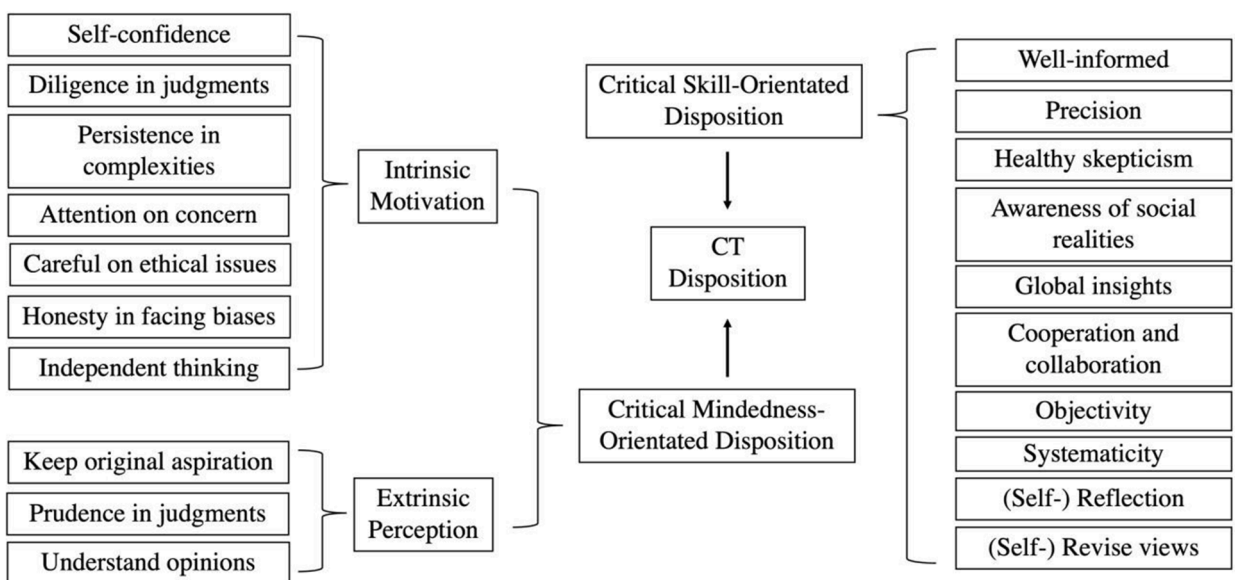 Self-confidence
Diligence in judgments
Persistence in
complexities
Attention on concern
Careful on ethical issues
Honesty in facing biases
Independent thinking
Keep original aspiration
Prudence in judgments
Understand opinions
Intrinsic
Motivation
Extrinsic
Perception
Critical Skill-Orientated
Disposition
CT
Disposition
Critical Mindedness-
Orientated Disposition
Well-informed
Precision
Healthy skepticism
Awareness of social
realities
Global insights
Cooperation and
collaboration
Objectivity
Systematicity
(Self-) Reflection
(Self-) Revise views